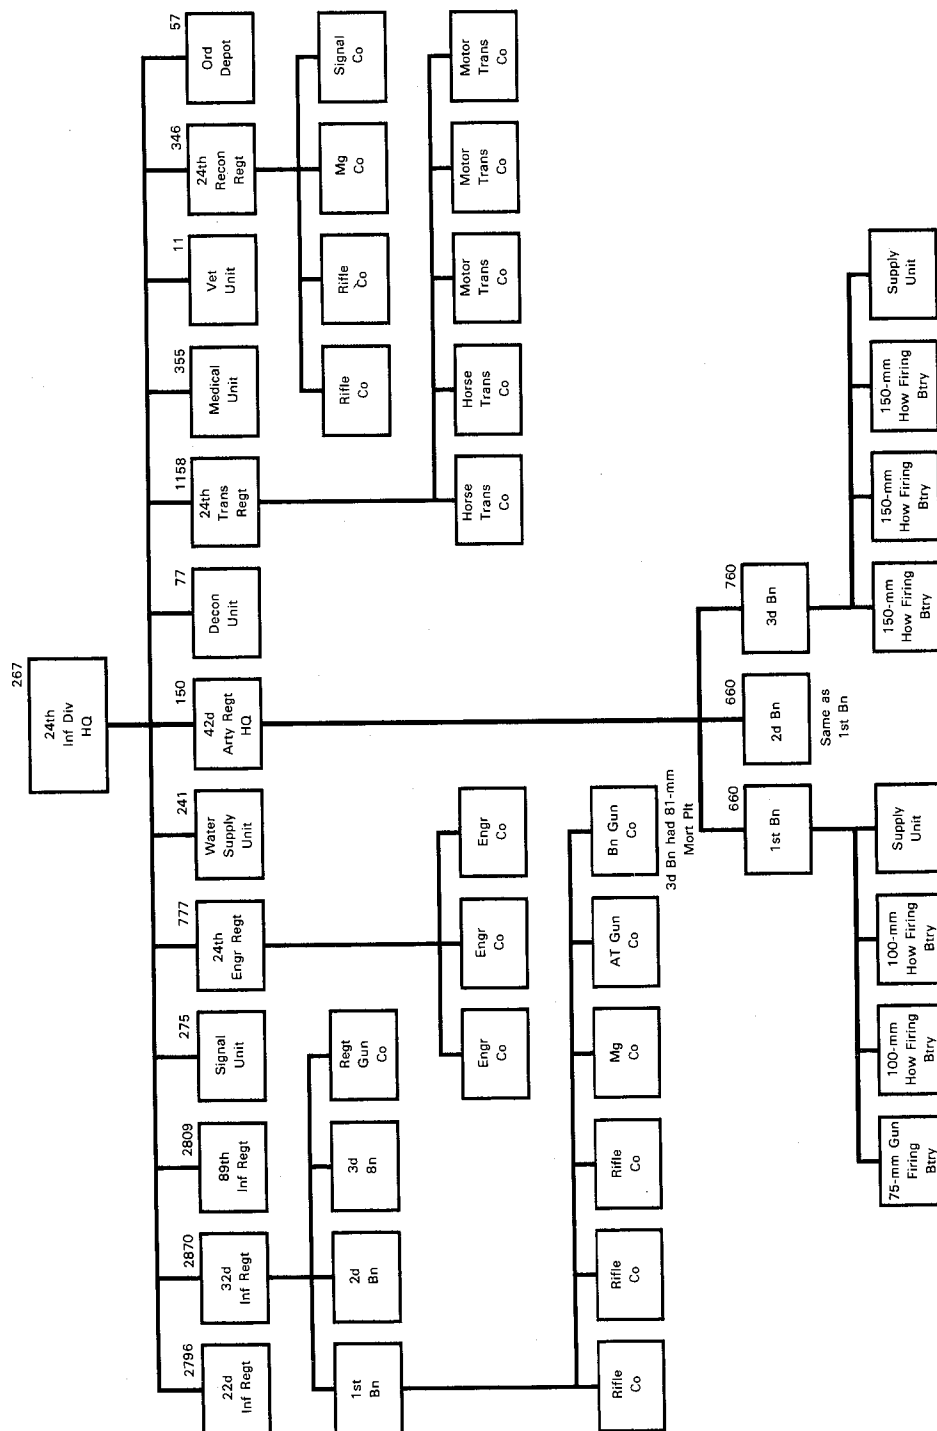 267
24th
Inf Div
HQ
2796
22d
Inf Regt
2870
32d
Inf Regt
2809
89th
Inf Regt
275
Signal
Unit
777
24th
Engr Regt
241
Water
Supply
Unit
150
42d
Arty Regt
HQ
77
Decon
Unit
1158
24th
Trans
Regt
355
Medical
Unit
11
Vet
Unit
346
24th
Recon
Regt
57
Ord
Depot
1st
Bn
2d
Bn
3d
Bn
Regt
Gun
Co
Rifle
Co
Rifle
Co
Mg
Co
Signal
Co
Engr
Co
Engr
Co
Engr
Co
Horse
Trans
Co
Horse
Trans
Co
Motor
Trans
Co
Motor
Trans
Co
Motor
Trans
Co
Rifle
Co
Rifle
Co
Rifle
Co
Mg
Co
AT Gun
Co
Bn Gun
Co
3d Bn had 81-mm
Mort Plt
660
1st Bn
660
2d Bn
Same as
1st Bn
760
3d Bn
75-mm Gun
Firing
Btry
100-mm
How Firing
Btry
100-mm
How Firing
Btry
Supply
Unit
150-mm
How Firing
Btry
150-mm
How Firing
Btry
150-mm
How Firing
Btry
Supply
Unit